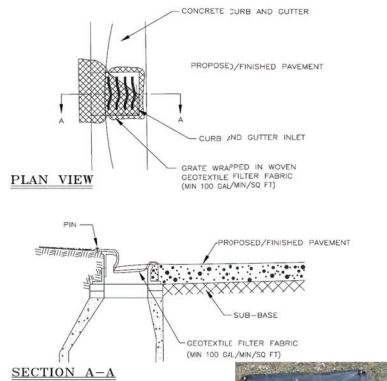 CONCRETE CURB AND GUTTER
PROPOSED/FINISHED PAVEMENT
A
A
CURB AND GUTTER INLET
GRATE WRAPPED IN WOVEN
GEOTEXTILE FILTER FABRIC
(MIN 100 GAL/MIN/SQ FT)
PLAN VIEW
PIN
PROPOSED/FINISHED PAVEMENT
SUB-BASE
GEOTEXTILE FILTER FABRIC
(MIN 100 GAL/MIN/SQ FT)
SECTION A-A